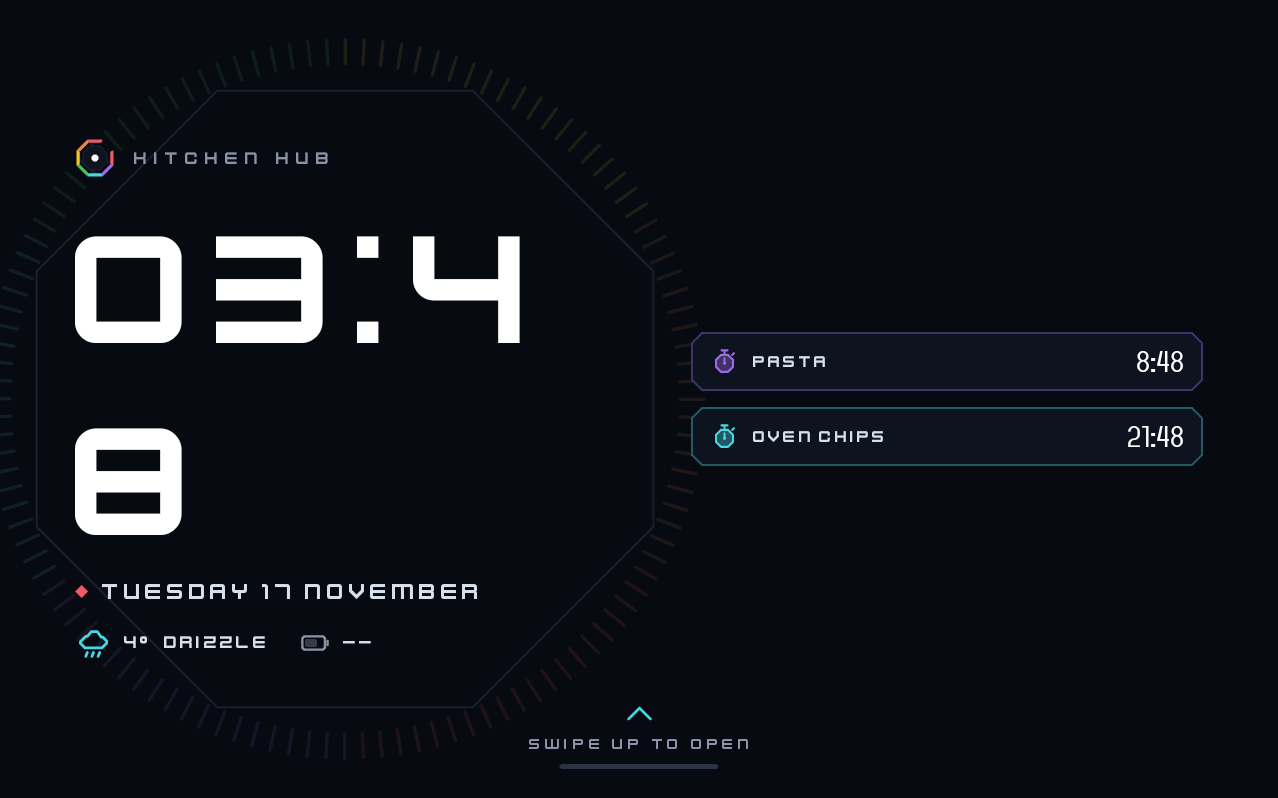 KITCHEN HUB
03:4
8
PASTA 8:48
OVEN CHIPS 21:48
TUESDAY 17 NOVEMBER
4° DRIZZLE --
SWIPE UP TO OPEN